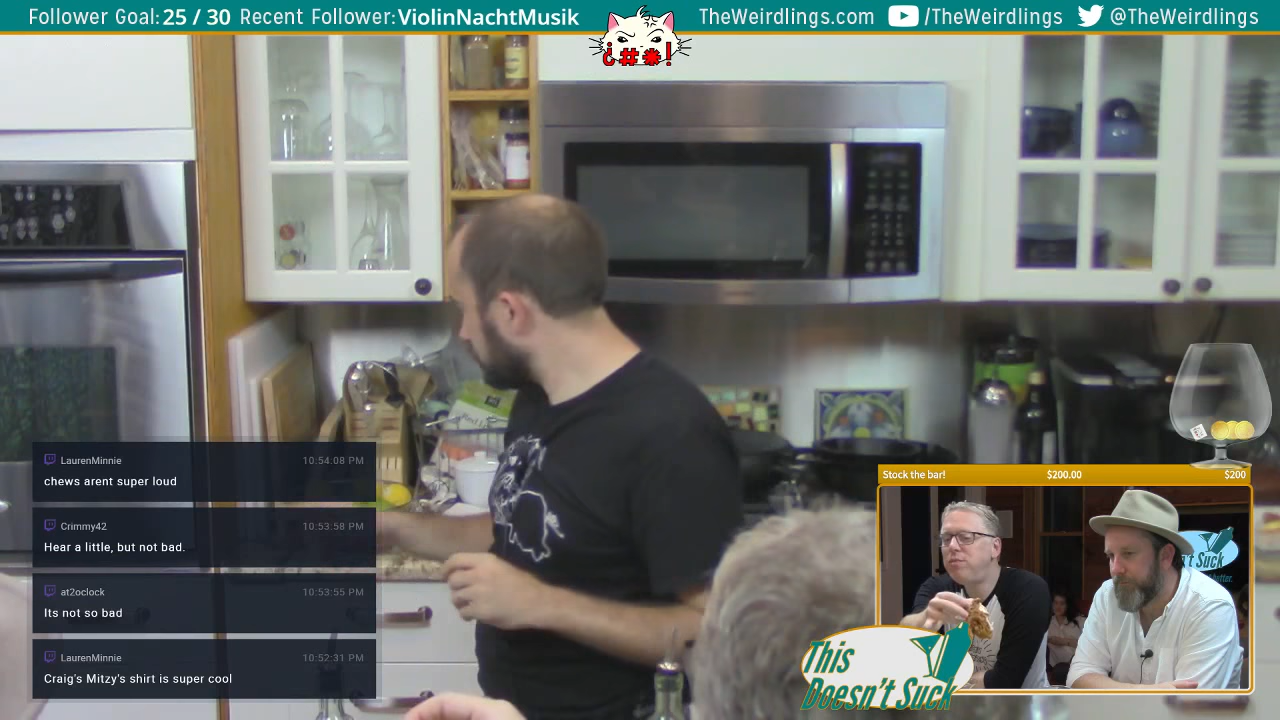 Follower Goal: 25 / 30 Recent Follower: ViolinNachtMusik
TheWeirdlings.com /TheWeirdlings @TheWeirdlings
¿#*!
LaurenMinnie 10:54:08 PM
chews arent super loud
Crimmy42 10:53:58 PM
Hear a little, but not bad.
at2oclock 10:53:55 PM
Its not so bad
LaurenMinnie 10:52:31 PM
Craig's Mitzy's shirt is super cool
Stock the bar! $200.00 $200
This
Doesn't Suck